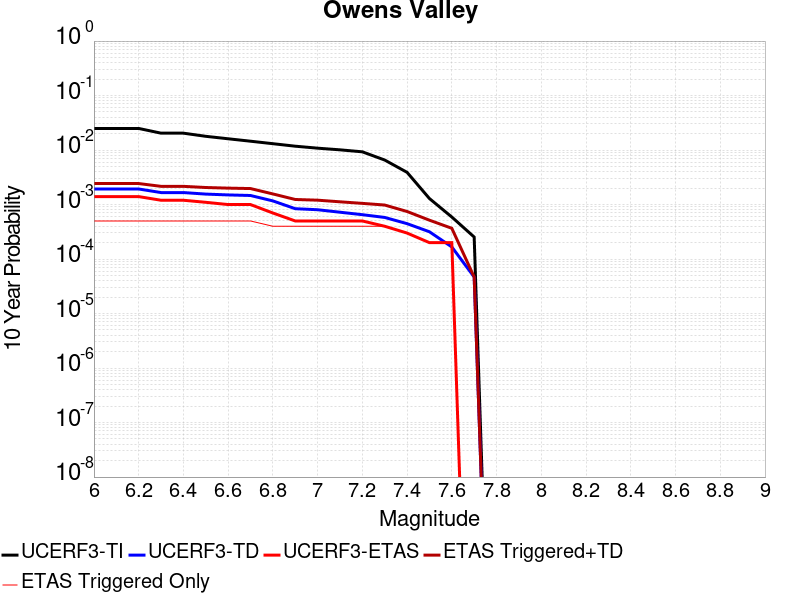 Owens Valley
10 Year Probability
10^0
10^-1
10^-2
10^-3
10^-4
10^-5
10^-6
10^-7
10^-8
6 6.2 6.4 6.6 6.8 7 7.2 7.4 7.6 7.8 8 8.2 8.4 8.6 8.8 9
Magnitude
UCERF3-TI UCERF3-TD UCERF3-ETAS ETAS Triggered+TD
ETAS Triggered Only